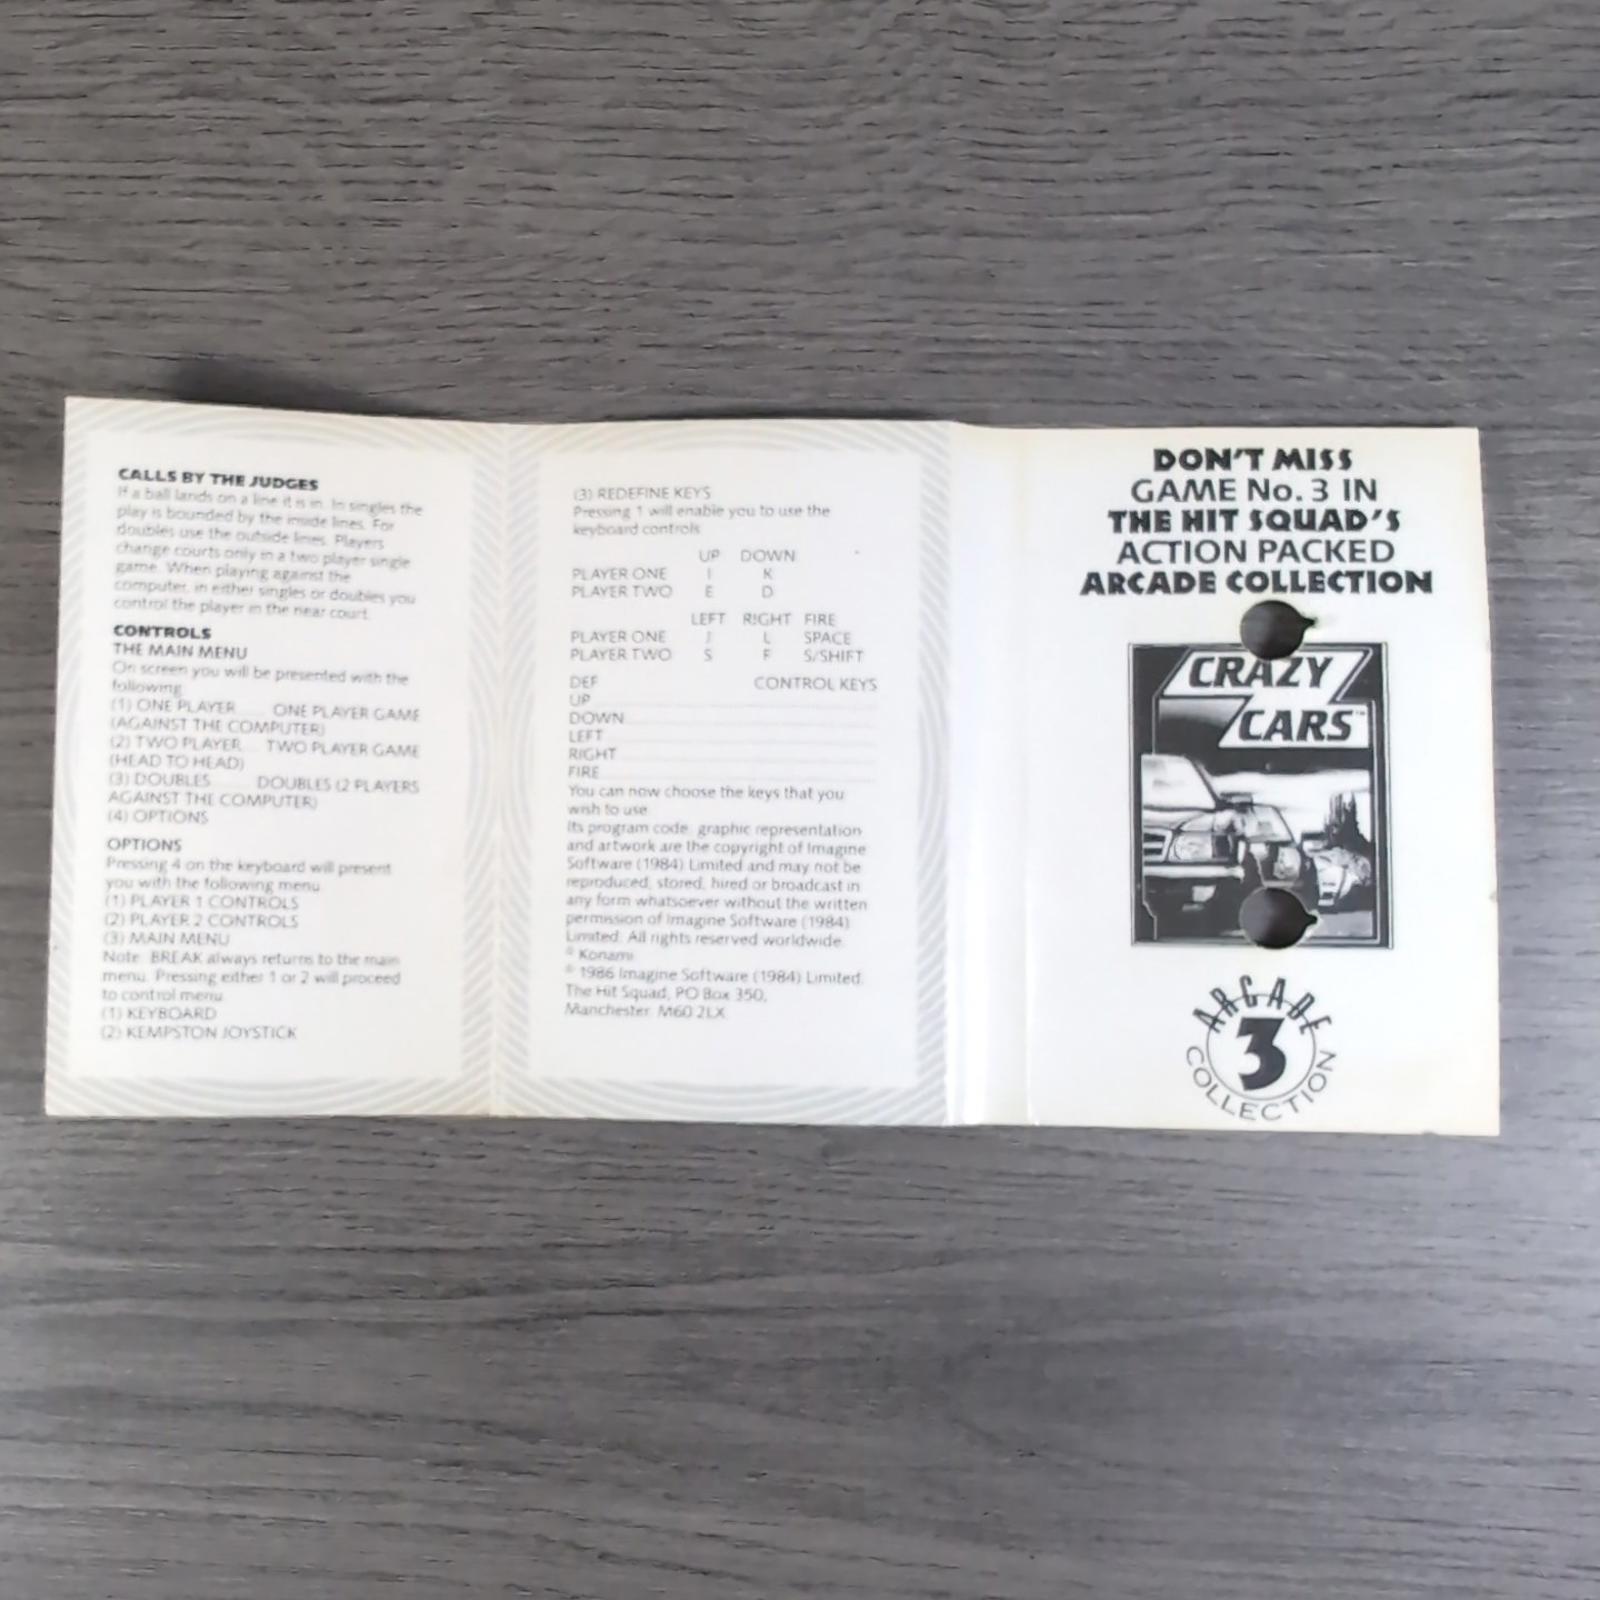 CALLS BY THE JUDGES
If a ball lands on a line it is in. In singles the
play is bounded by the inside lines. For
doubles use the outside lines. Players
change courts only in a two player single
game. When playing against the
computer, in either singles or doubles you
control the player in the near court.
CONTROLS
THE MAIN MENU
On screen you will be presented with the
following
(1) ONE PLAYER ..... ONE PLAYER GAME
(AGAINST THE COMPUTER)
(2) TWO PLAYER ... TWO PLAYER GAME
(HEAD TO HEAD)
(3) DOUBLES ....... DOUBLES (2 PLAYERS
AGAINST THE COMPUTER)
(4) OPTIONS
OPTIONS
Pressing 4 on the keyboard will present
you with the following menu
(1) PLAYER 1 CONTROLS
(2) PLAYER 2 CONTROLS
(3) MAIN MENU
Note: BREAK always returns to the main
menu. Pressing either 1 or 2 will proceed
to control menu
(1) KEYBOARD
(2) KEMPSTON JOYSTICK
(3) REDEFINE KEYS
Pressing 1 will enable you to use the
keyboard controls
UP DOWN
PLAYER ONE I K
PLAYER TWO E D
LEFT RIGHT FIRE
PLAYER ONE J L SPACE
PLAYER TWO S F S/SHIFT
DEF CONTROL KEYS
UP
DOWN
LEFT
RIGHT
FIRE
You can now choose the keys that you
wish to use.
Its program code, graphic representation
and artwork are the copyright of Imagine
Software (1984) Limited and may not be
reproduced, stored, hired or broadcast in
any form whatsoever without the written
permission of Imagine Software (1984)
Limited. All rights reserved worldwide.
© Konami
© 1986 Imagine Software (1984) Limited.
The Hit Squad, PO Box 350,
Manchester M60 2LX
DON'T MISS
GAME No. 3 IN
THE HIT SQUAD'S
ACTION PACKED
ARCADE COLLECTION
CRAZY
CARS™
ARCADE
3
COLLECTION